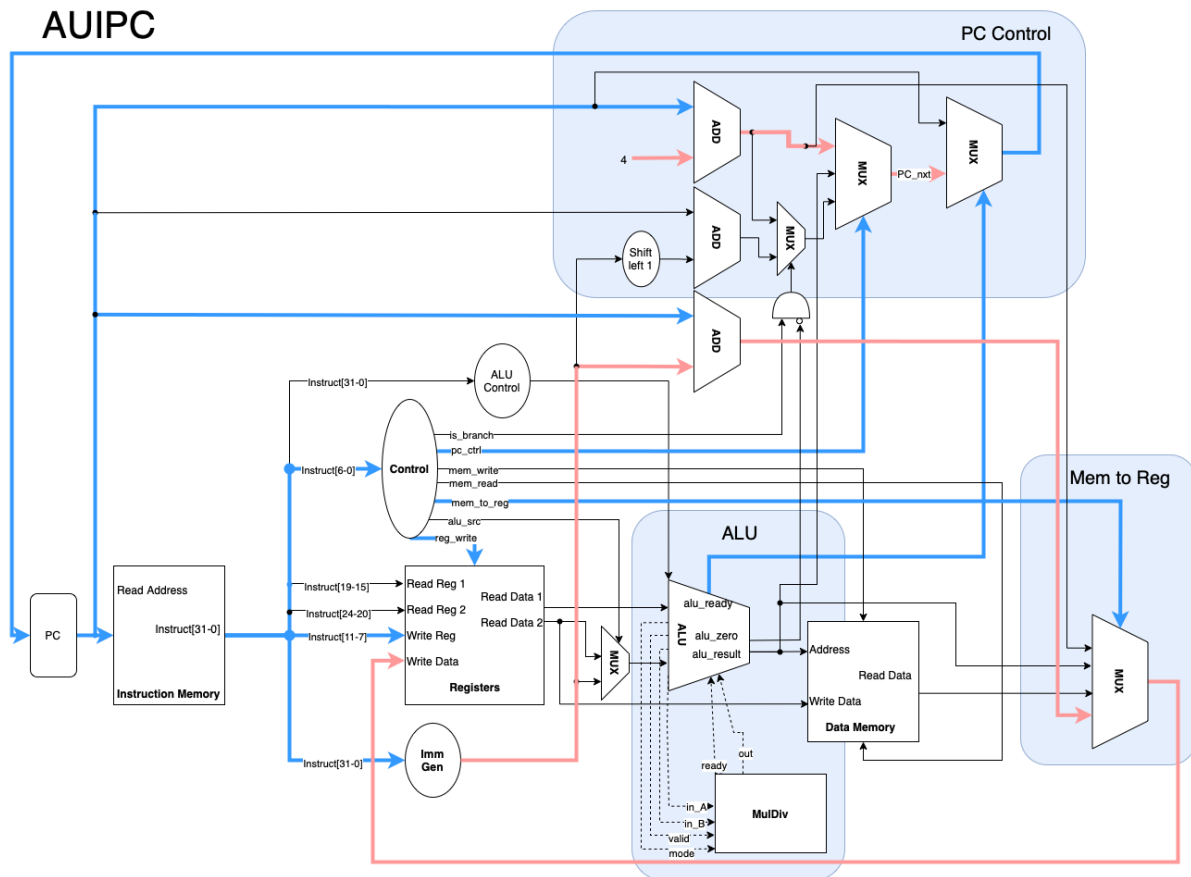 AUIPC
PC Control
ADD
4
MUX
MUX
PC_nxt
ADD
MUX
Shift
left 1
ADD
ALU
Control
Instruct[31-0]
is_branch
pc_ctrl
Control
Instruct[6-0]
mem_write
mem_read
mem_to_reg
alu_src
reg_write
Mem to Reg
ALU
Read Address
Instruct[31-0]
Instruction Memory
PC
Instruct[19-15]
Instruct[24-20]
Instruct[11-7]
Read Reg 1
Read Reg 2
Write Reg
Write Data
Read Data 1
Read Data 2
Registers
MUX
alu_ready
ALU
alu_zero
alu_result
Address
Read Data
Write Data
Data Memory
MUX
Instruct[31-0]
Imm
Gen
out
ready
in_A
in_B
valid
mode
MulDiv